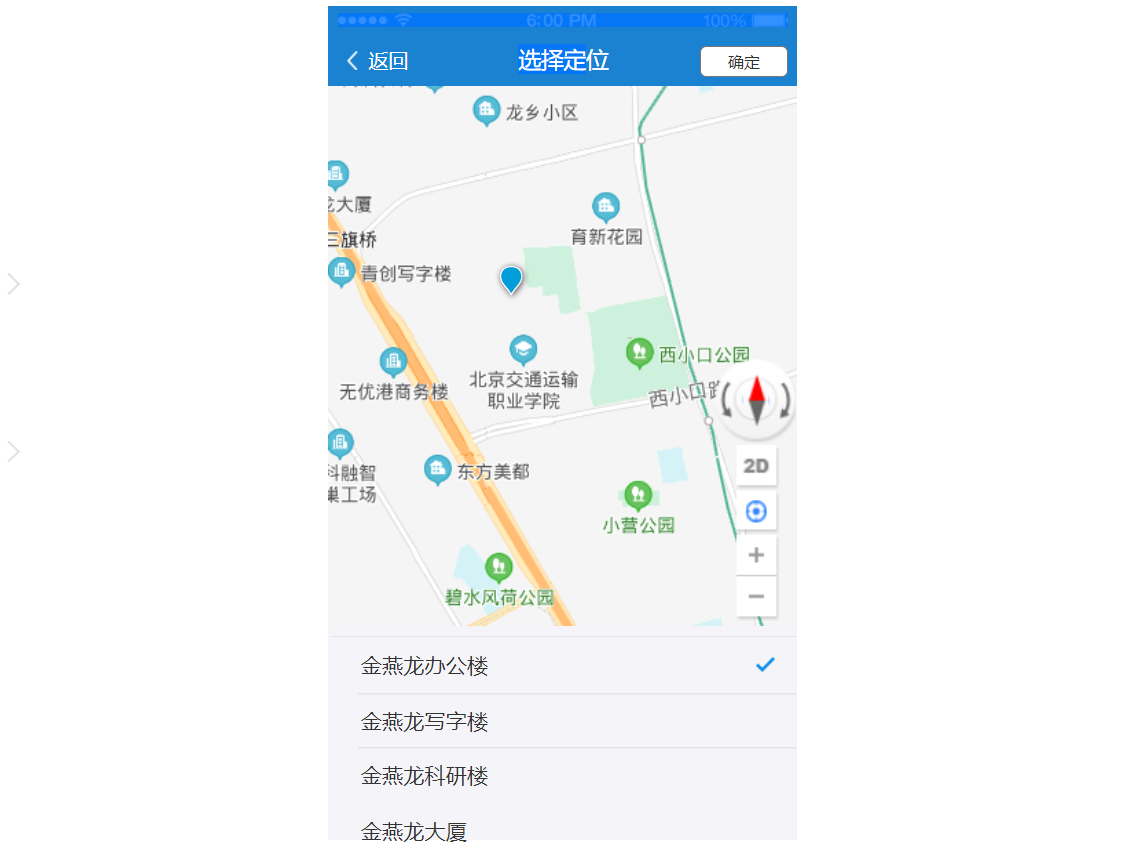 6:00 PM
100%
返回
选择定位
确定
龙乡小区
龙大厦
三旗桥
育新花园
青创写字楼
北京交通运输
职业学院
西小口公园
无优港商务楼
西小口路
科融智
巢工场
东方美都
2D
小营公园
碧水风荷公园
金燕龙办公楼
金燕龙写字楼
金燕龙科研楼
金燕龙大厦